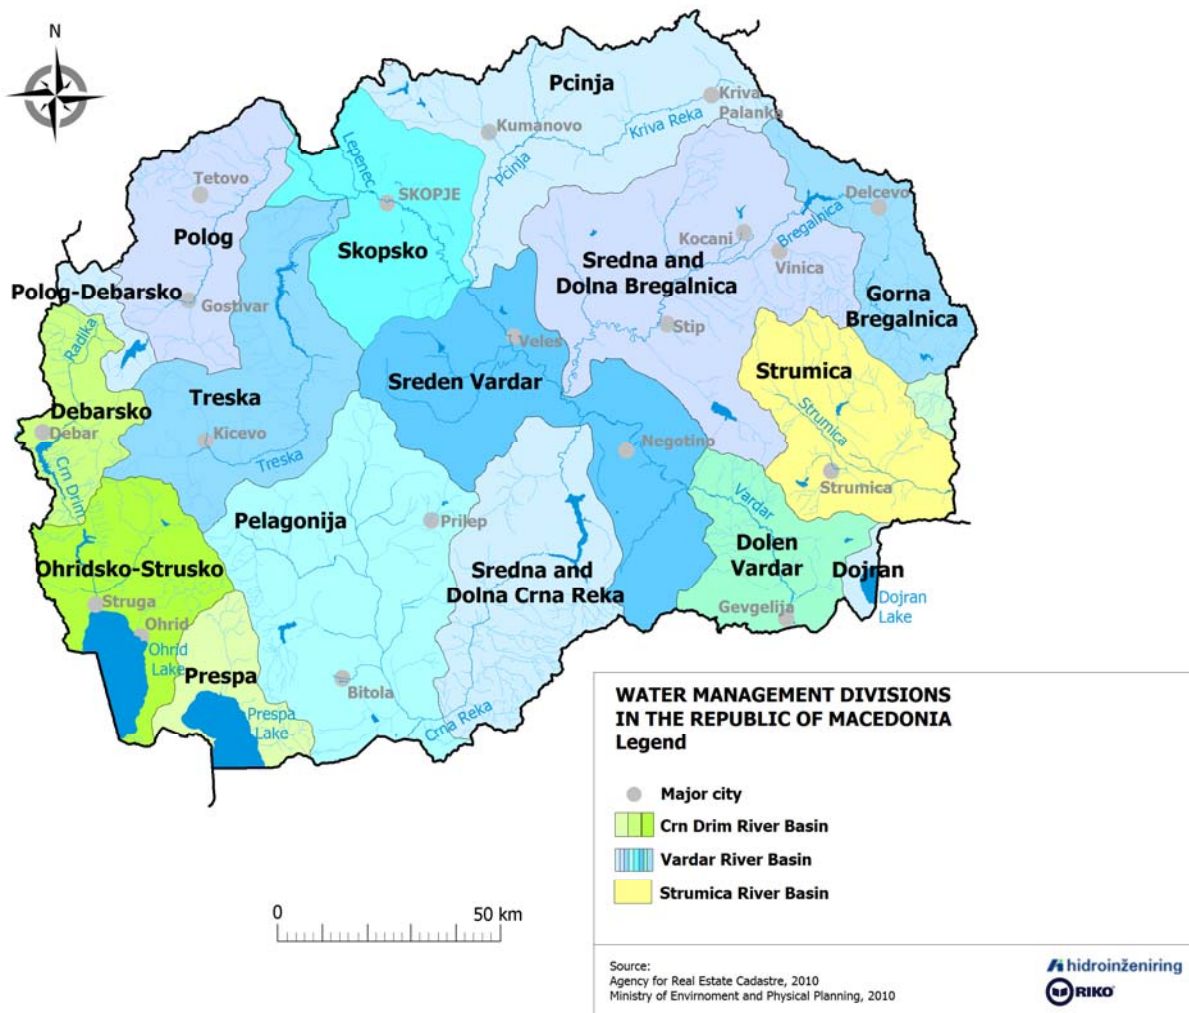 N
Pcinja
Kriva
Palanka
Kumanovo
Kriva Reka
Pcinja
Lepenec
Tetovo
SKOPJE
Delcevo
Polog
Skopsko
Kocani
Bregalnica
Sredna and
Dolna Bregalnica
Vinica
Polog-Debarsko
Gostivar
Gorna
Bregalnica
Radika
Stip
Veles
Strumica
Sreden Vardar
Treska
Debarsko
Strumica
Debar
Kicevo
Negotino
Treska
Crn Drim
Strumica
Vardar
Pelagonija
Prilep
Dolen
Vardar
Ohridsko-Strusko
Sredna and
Dolna Crna Reka
Dojran
Struga
Gevgelija
Dojran
Lake
Ohrid
Ohrid
Lake
Prespa
Bitola
Prespa
Lake
Crna Reka
WATER MANAGEMENT DIVISIONS
IN THE REPUBLIC OF MACEDONIA
Legend
Major city
Crn Drim River Basin
Vardar River Basin
Strumica River Basin
0 50 km
Source:
Agency for Real Estate Cadastre, 2010
Ministry of Envirnoment and Physical Planning, 2010
hidroinženiring
RIKO